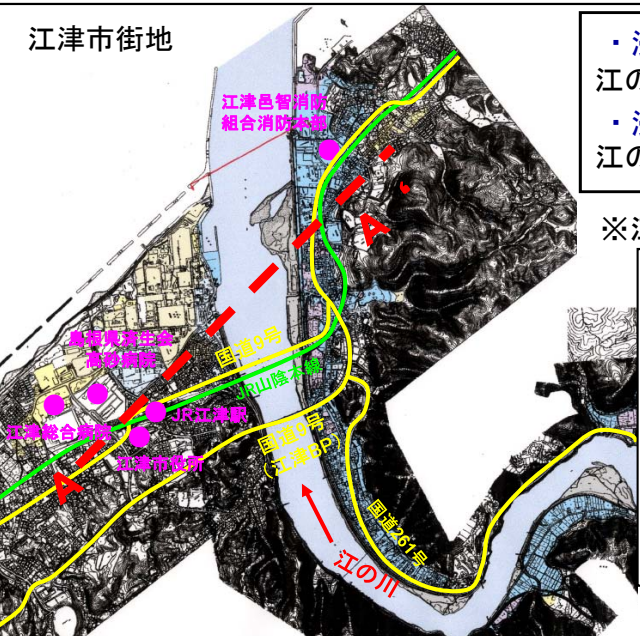 江津市街地
江津邑智消防
組合消防本部
・
江の
・
江の
※
A'
国道9号
JR山陰本線
島根県済生会
高砂病院
江津総合病院
JR江津駅
江津市役所
A
国道9号
(江津BP)
国道261号
江の川